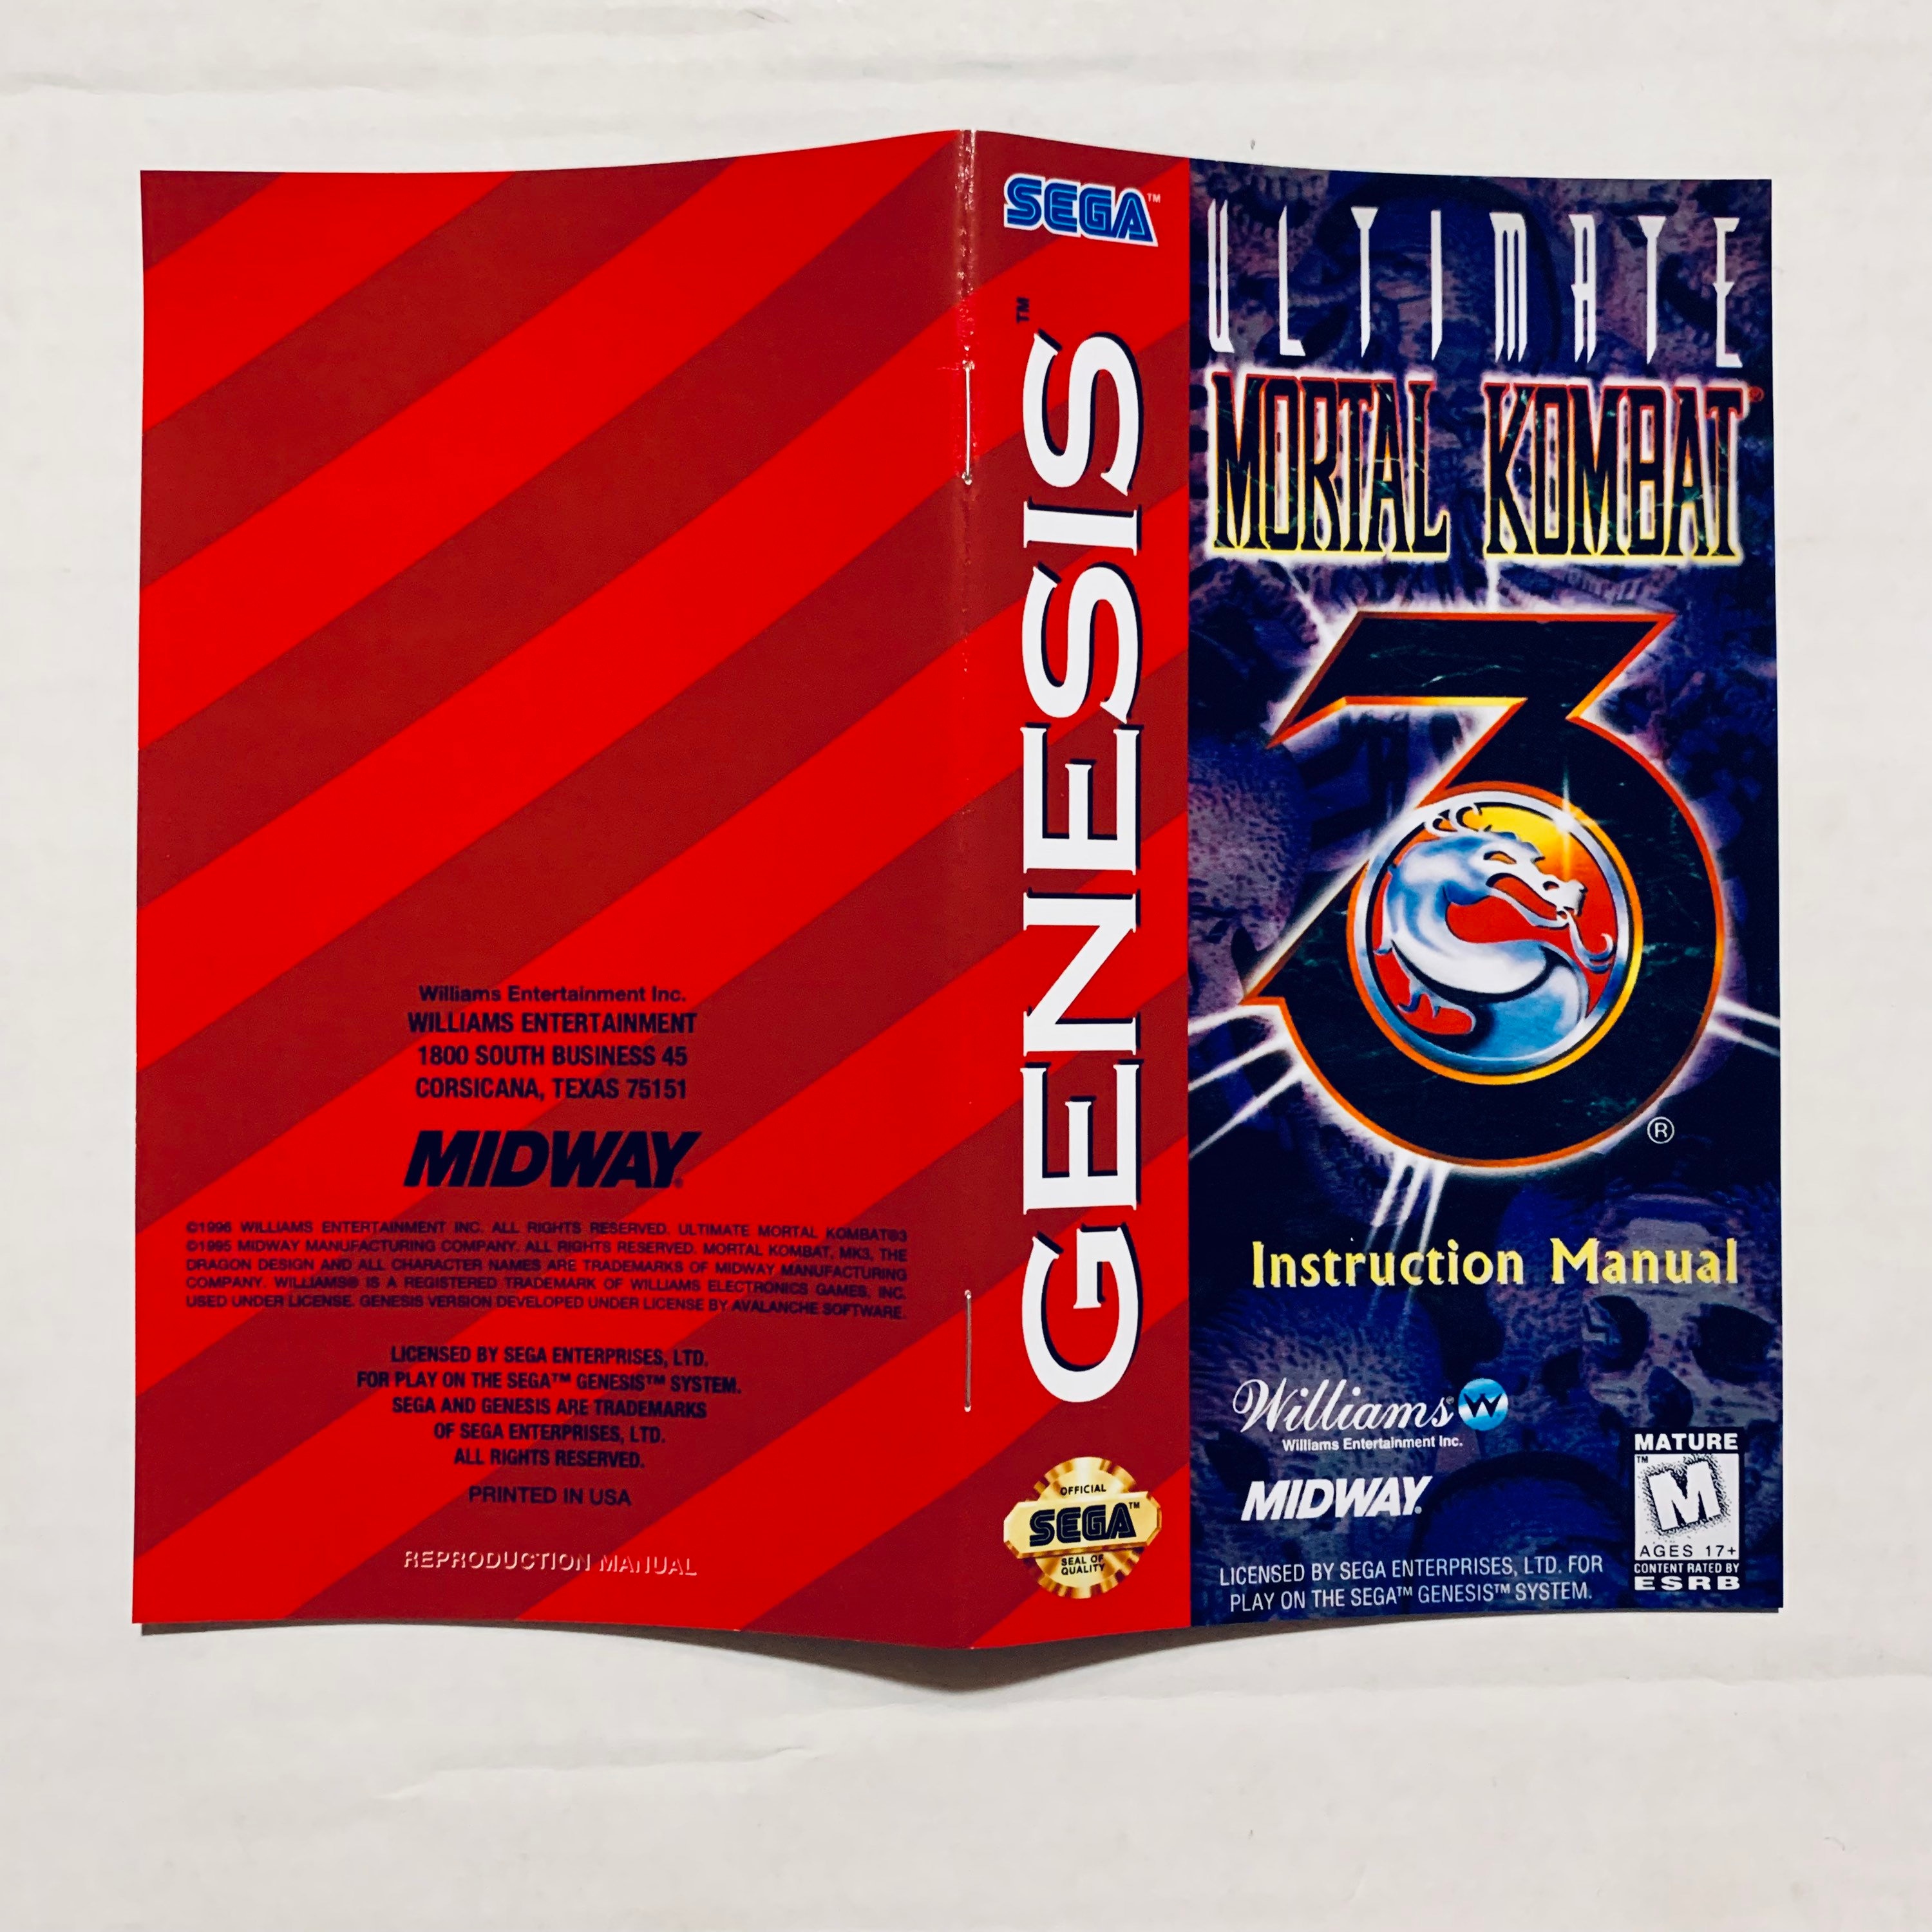 Williams Entertainment Inc.
WILLIAMS ENTERTAINMENT
1800 SOUTH BUSINESS 45
CORSICANA, TEXAS 75151
MIDWAY®
©1996 WILLIAMS ENTERTAINMENT INC. ALL RIGHTS RESERVED. ULTIMATE MORTAL KOMBAT®3
©1995 MIDWAY MANUFACTURING COMPANY. ALL RIGHTS RESERVED. MORTAL KOMBAT, MK3, THE
DRAGON DESIGN AND ALL CHARACTER NAMES ARE TRADEMARKS OF MIDWAY MANUFACTURING
COMPANY. WILLIAMS® IS A REGISTERED TRADEMARK OF WILLIAMS ELECTRONICS GAMES, INC.
USED UNDER LICENSE. GENESIS VERSION DEVELOPED UNDER LICENSE BY AVALANCHE SOFTWARE.
LICENSED BY SEGA ENTERPRISES, LTD.
FOR PLAY ON THE SEGA™ GENESIS™ SYSTEM.
SEGA AND GENESIS ARE TRADEMARKS
OF SEGA ENTERPRISES, LTD.
ALL RIGHTS RESERVED.
PRINTED IN USA
REPRODUCTION MANUAL
SEGA™
GENESIS™
OFFICIAL
SEGA™
SEAL OF
QUALITY
ULTIMATE
MORTAL KOMBAT®
3
®
Instruction Manual
Williams® W
Williams Entertainment Inc.
MIDWAY®
LICENSED BY SEGA ENTERPRISES, LTD. FOR
PLAY ON THE SEGA™ GENESIS™ SYSTEM.
MATURE
™
M
AGES 17+
CONTENT RATED BY
ESRB